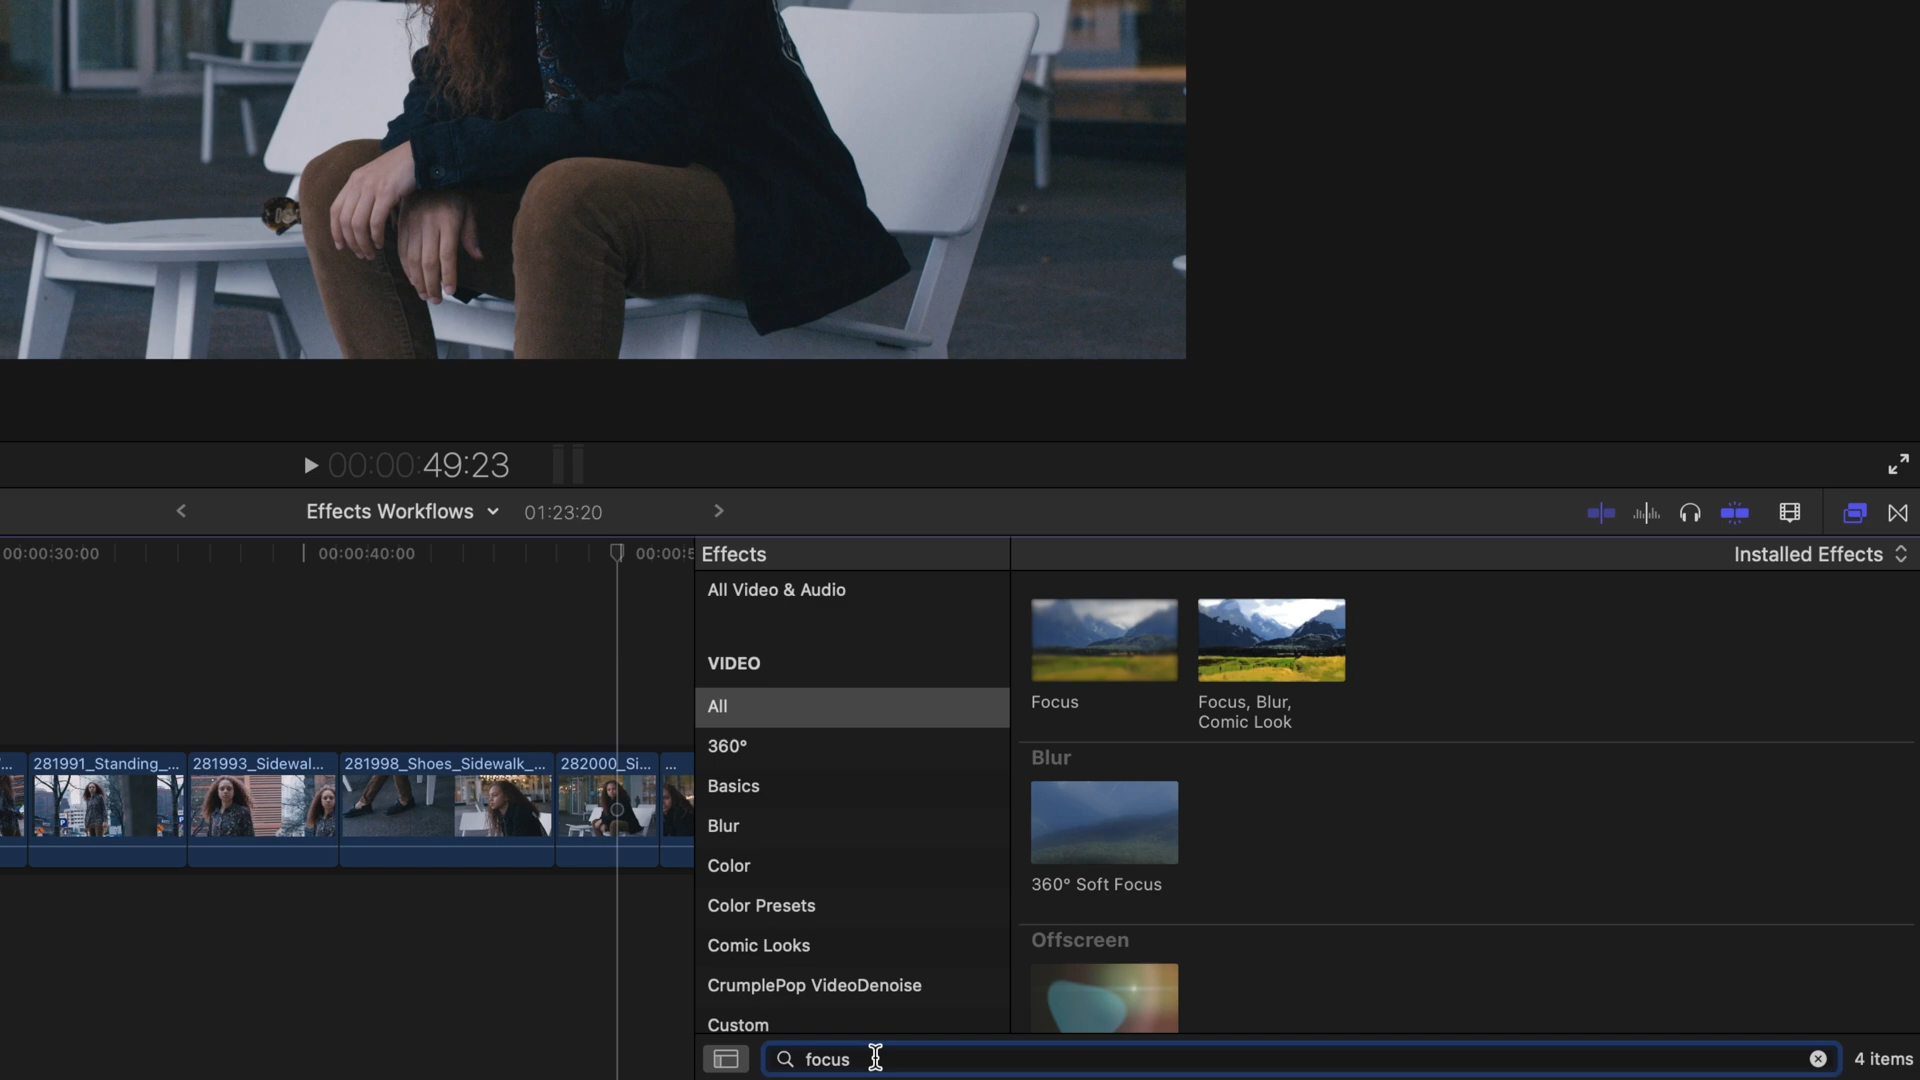 00:00:49:23
Effects Workflows
01:23:20
00:00:30:00
00:00:40:00
00:00:5
Effects
Installed Effects
All Video & Audio
VIDEO
All
360°
Basics
Blur
Color
Color Presets
Comic Looks
CrumplePop VideoDenoise
Custom
Focus
Focus, Blur,
Comic Look
Blur
360° Soft Focus
Offscreen
281991_Standing_...
281993_Sidewal...
281998_Shoes_Sidewalk_...
282000_Si...
...
focus
4 items